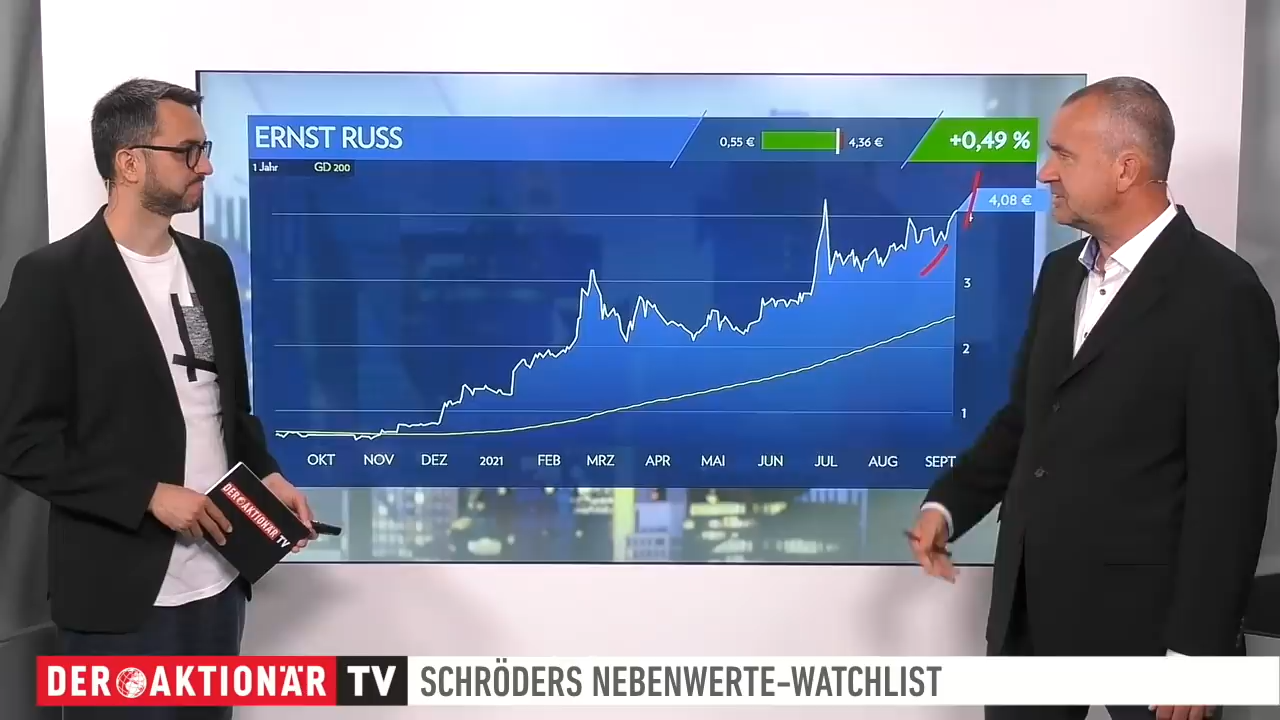 ERNST RUSS
0,55 €
4,36 €
+0,49 %
1 Jahr
GD 200
4,08 €
4
3
2
1
OKT
NOV
DEZ
2021
FEB
MRZ
APR
MAI
JUN
JUL
AUG
SEPT
DER AKTIONÄR TV
DER AKTIONÄR TV
SCHRÖDERS NEBENWERTE-WATCHLIST